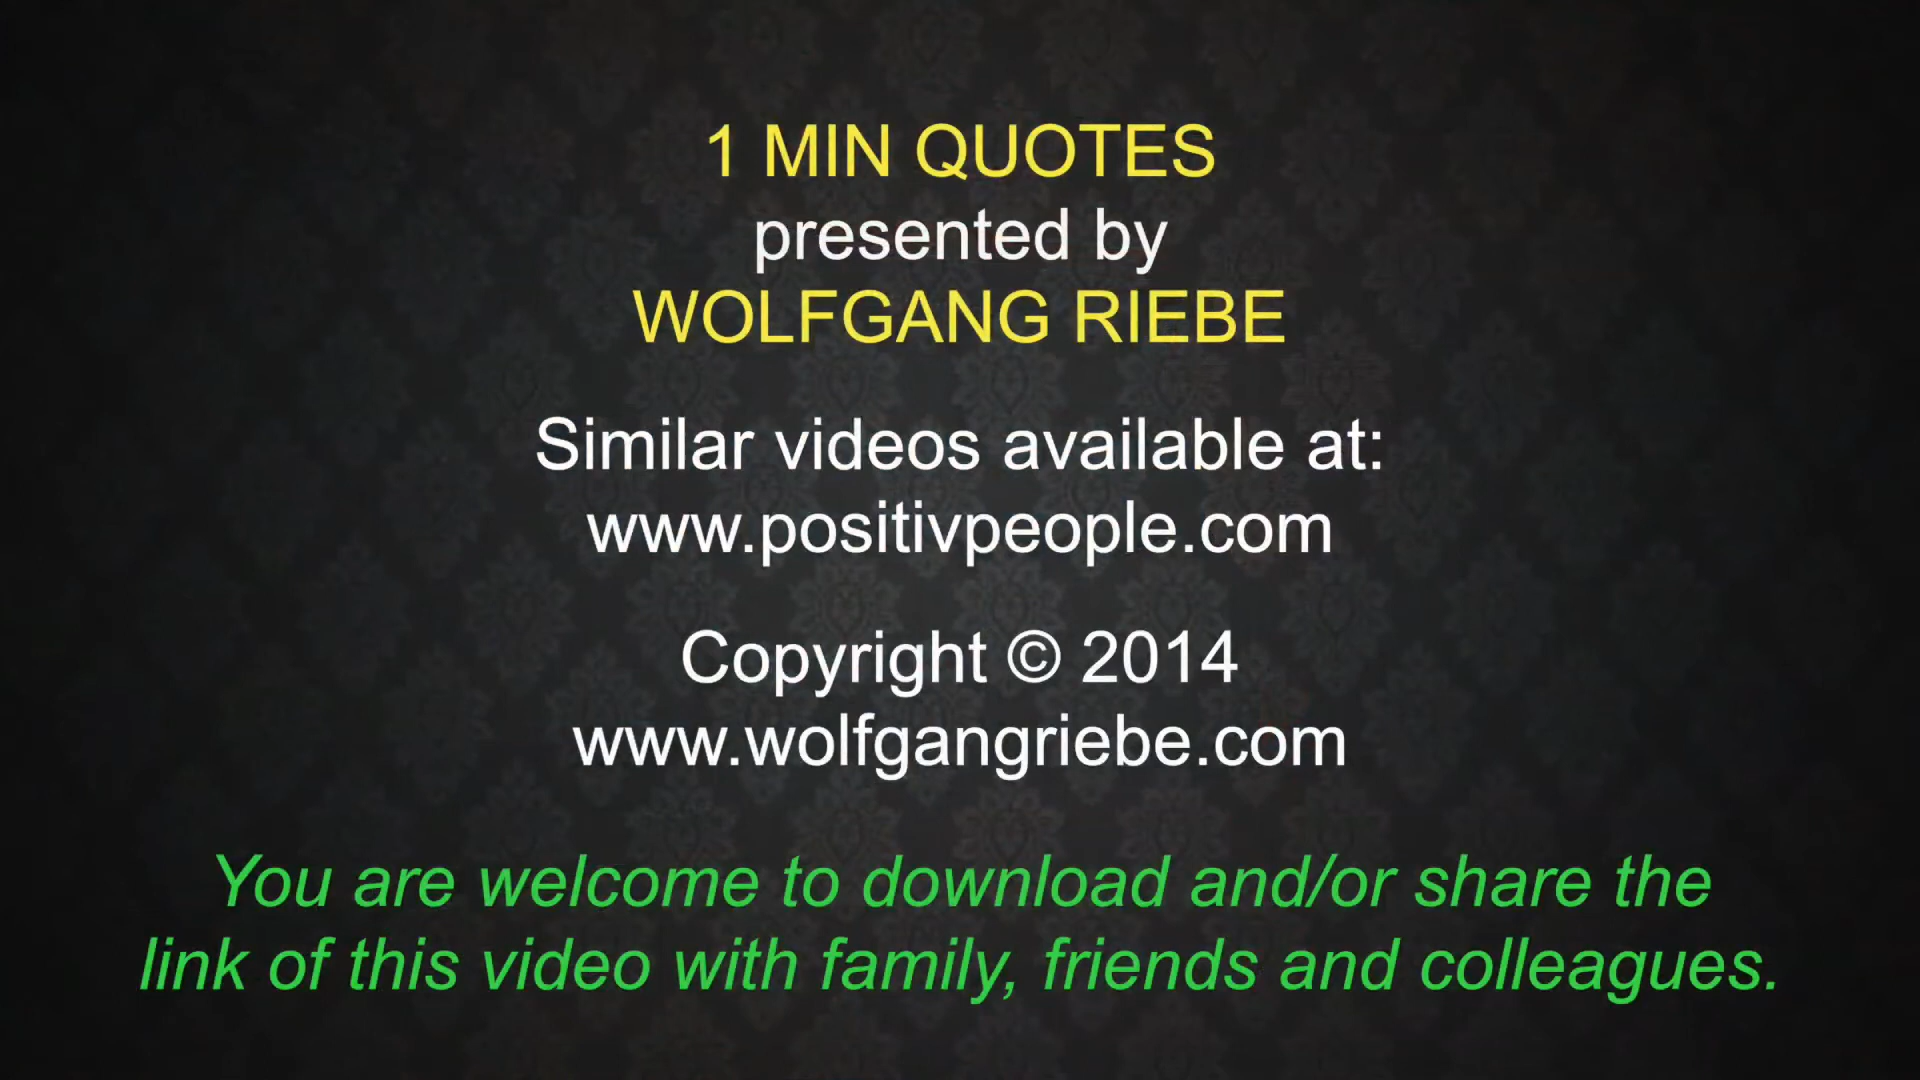 1 MIN QUOTES
presented by
WOLFGANG RIEBE
Similar videos available at:
www.positivpeople.com
Copyright © 2014
www.wolfgangriebe.com
You are welcome to download and/or share the
link of this video with family, friends and colleagues.